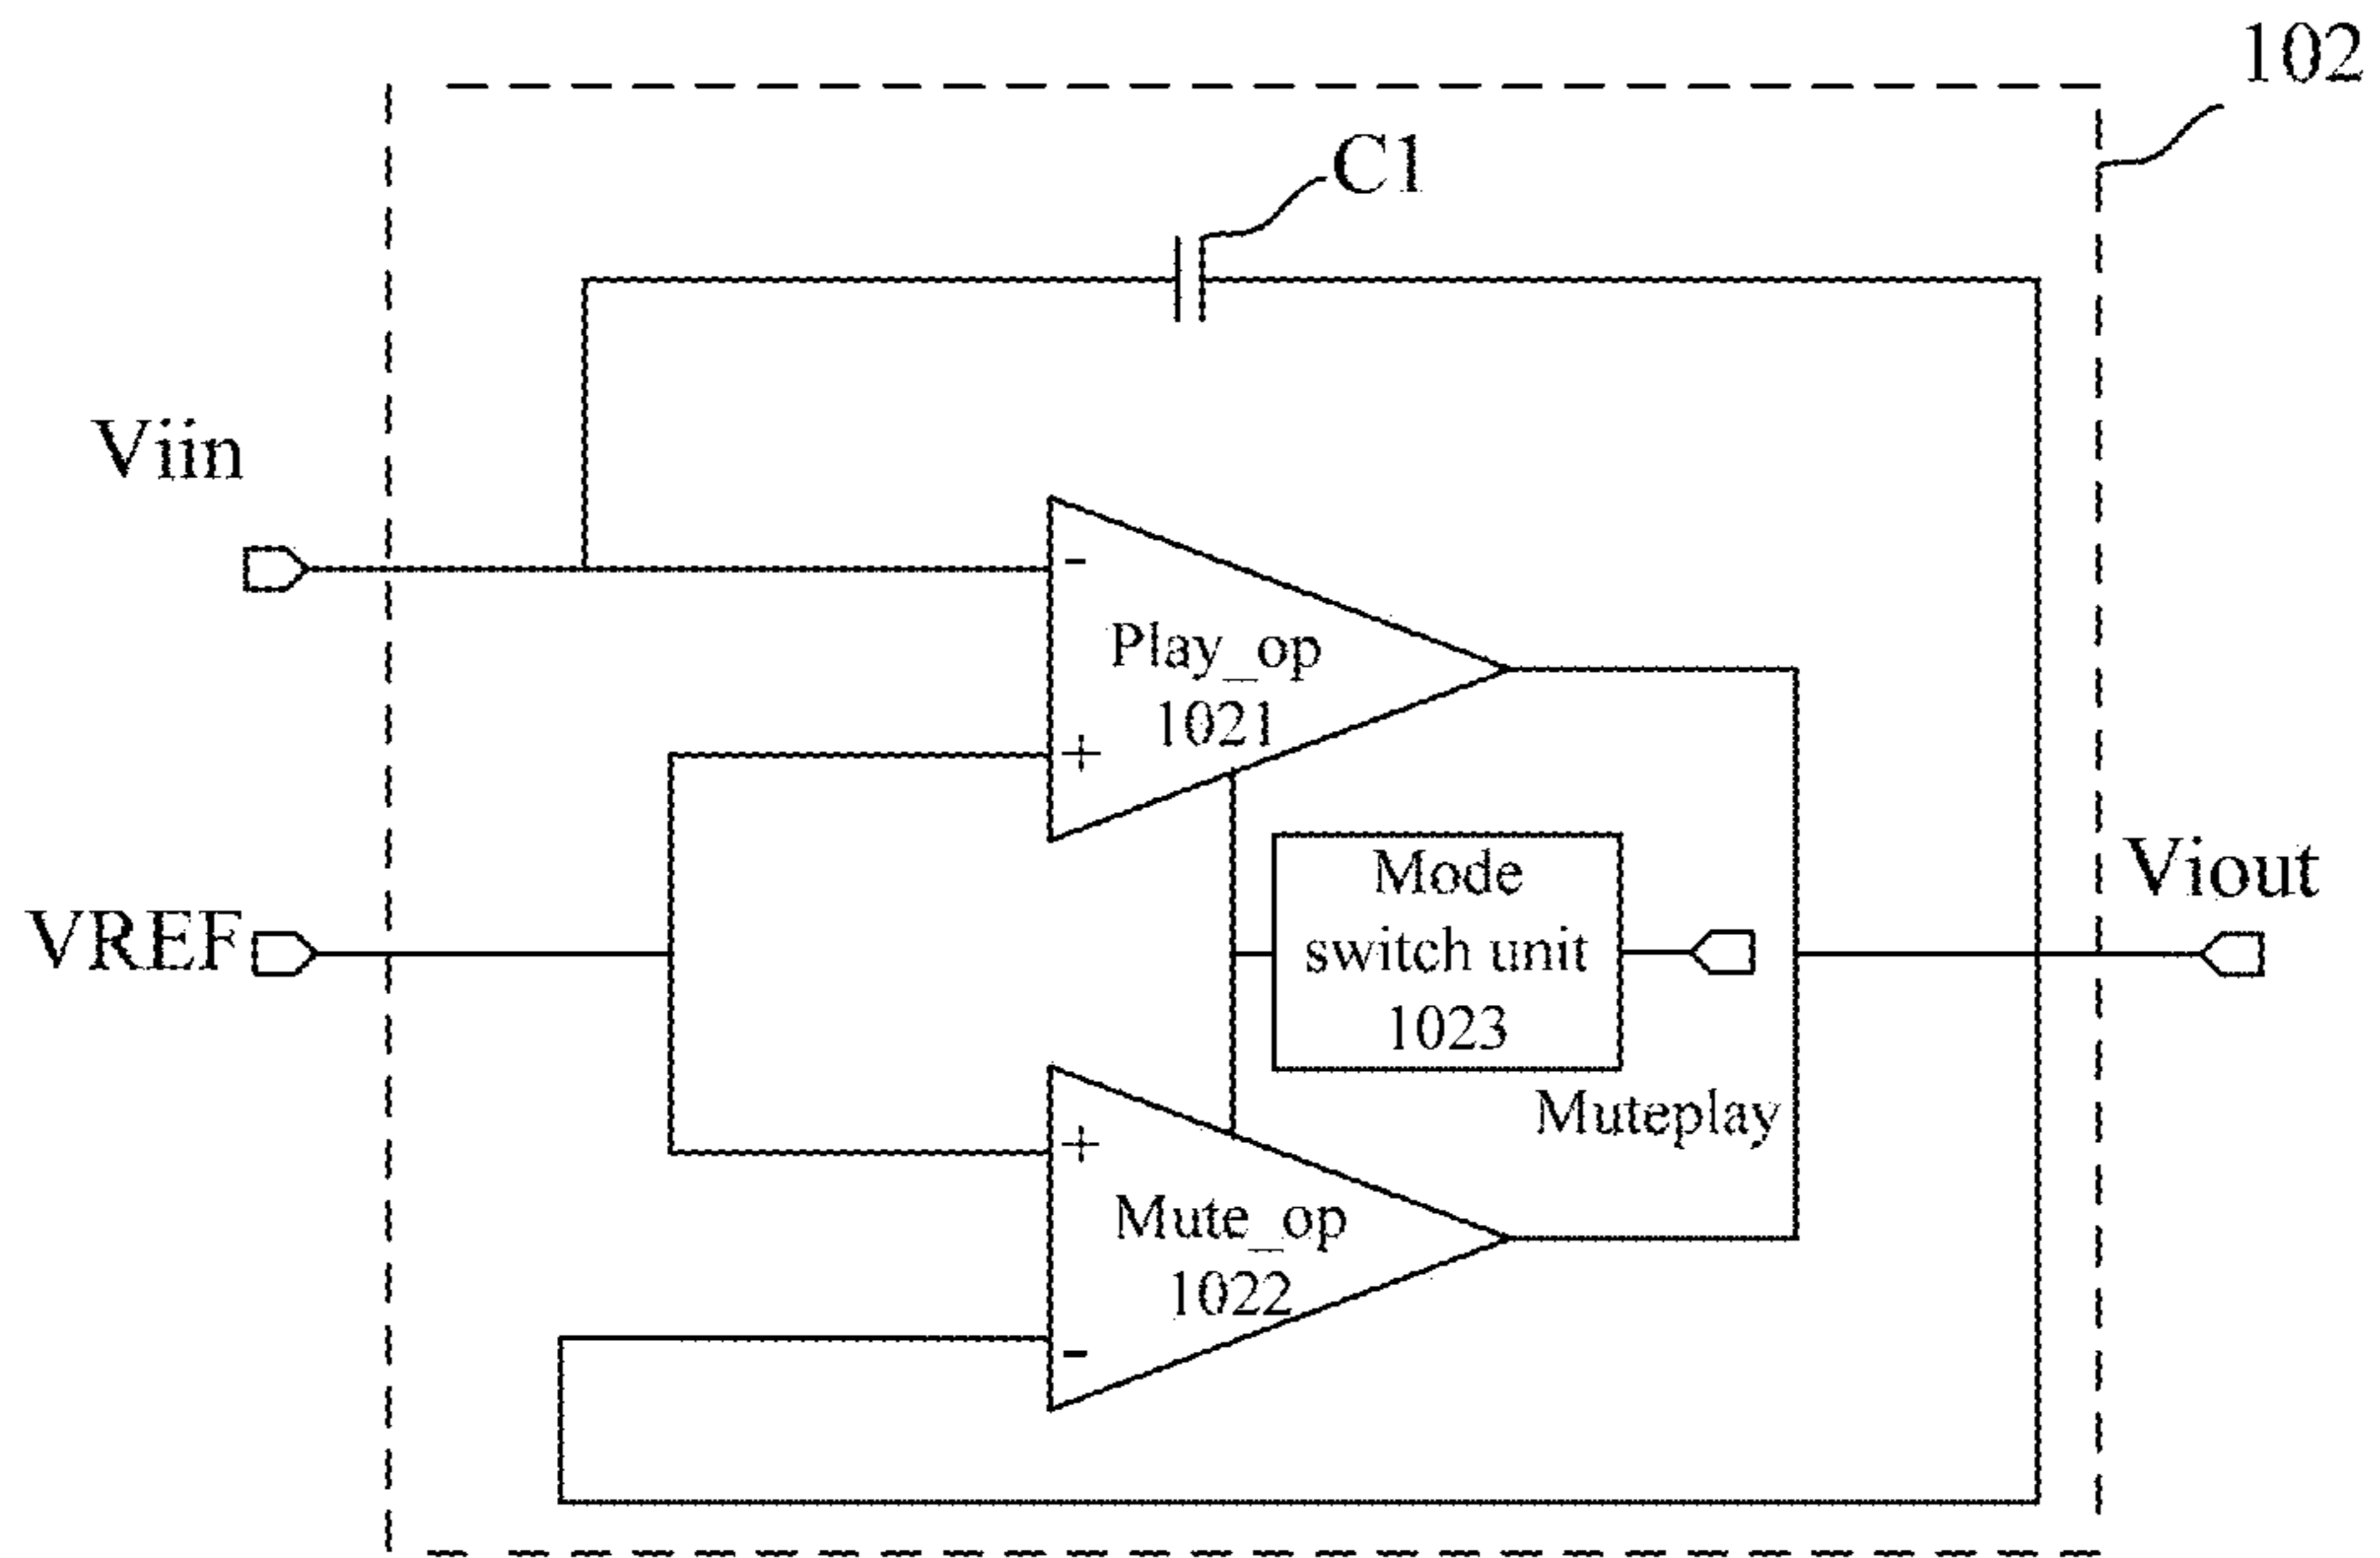 102
C1
Viin
-
Play_op
1021
+
Mode
switch unit
1023
Viout
VREF
Muteplay
+
Mute_op
1022
-